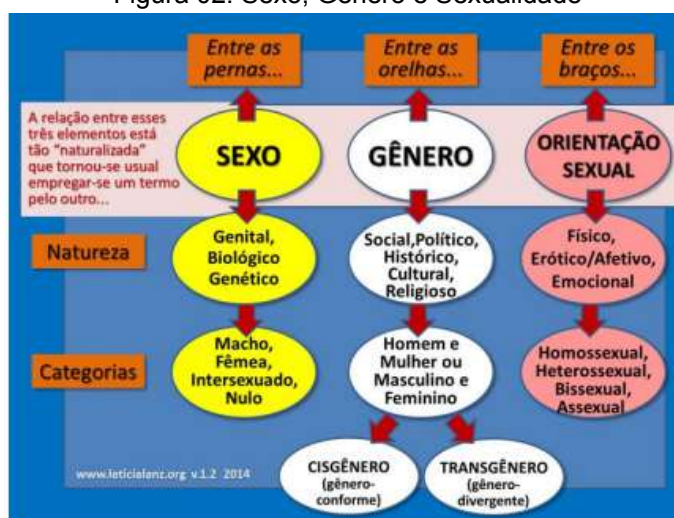 Figura 02: Sexo, Gênero e Sexualidade
Entre as
pernas...
Entre as
orelhas...
Entre os
braços...
A relação entre esses
três elementos está
tão "naturalizada"
que tornou-se usual
empregar-se um termo
pelo outro...
SEXO
GÊNERO
ORIENTAÇÃO
SEXUAL
Natureza
Genital,
Biológico
Genético
Social,Político,
Histórico,
Cultural,
Religioso
Físico,
Erótico/Afetivo,
Emocional
Categorias
Macho,
Fêmea,
Intersexuado,
Nulo
Homem e
Mulher ou
Masculino e
Feminino
Homossexual,
Heterossexual,
Bissexual,
Assexual
www.leticialanz.org v.1.2 2014
CISGÊNERO
(gênero-
conforme)
TRANSGÊNERO
(gênero-
divergente)